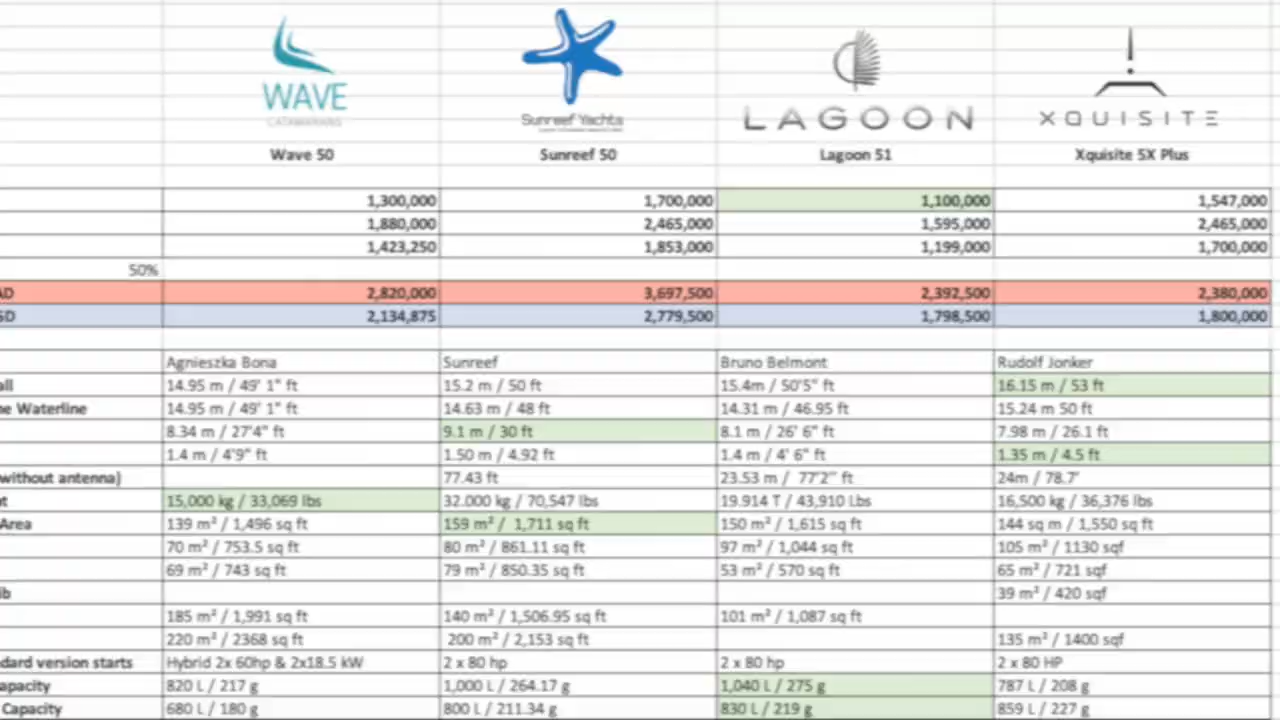 WAVE
CATAMARANS
Sunreef Yachts
LAGOON
XQUISITE
Wave 50 Sunreef 50 Lagoon 51 Xquisite 5X Plus
1,300,000 1,700,000 1,100,000 1,547,000
1,880,000 2,465,000 1,595,000 2,465,000
1,423,250 1,853,000 1,199,000 1,700,000
50%
AD 2,820,000 3,697,500 2,392,500 2,380,000
SD 2,134,875 2,779,500 1,798,500 1,800,000
Agnieszka Bona Sunreef Bruno Belmont Rudolf Jonker
all 14.95 m / 49' 1" ft 15.2 m / 50 ft 15.4m / 50'5" ft 16.15 m / 53 ft
ne Waterline 14.95 m / 49' 1" ft 14.63 m / 48 ft 14.31 m / 46.95 ft 15.24 m 50 ft
8.34 m / 27'4" ft 9.1 m / 30 ft 8.1 m / 26' 6" ft 7.98 m / 26.1 ft
1.4 m / 4'9" ft 1.50 m / 4.92 ft 1.4 m / 4' 6" ft 1.35 m / 4.5 ft
without antenna) 77.43 ft 23.53 m / 77'2" ft 24m / 78.7'
t 15,000 kg / 33,069 lbs 32.000 kg / 70,547 lbs 19.914 T / 43,910 Lbs 16,500 kg / 36,376 lbs
Area 139 m² / 1,496 sq ft 159 m² / 1,711 sq ft 150 m² / 1,615 sq ft 144 sq m / 1,550 sq ft
70 m² / 753.5 sq ft 80 m² / 861.11 sq ft 97 m² / 1,044 sq ft 105 m² / 1130 sqf
69 m² / 743 sq ft 79 m² / 850.35 sq ft 53 m² / 570 sq ft 65 m² / 721 sqf
ib 39 m² / 420 sqf
185 m² / 1,991 sq ft 140 m² / 1,506.95 sq ft 101 m² / 1,087 sq ft
220 m² / 2368 sq ft 200 m² / 2,153 sq ft 135 m² / 1400 sqf
dard version starts Hybrid 2x 60hp & 2x18.5 kW 2 x 80 hp 2 x 80 hp 2 x 80 HP
apacity 820 L / 217 g 1,000 L / 264.17 g 1,040 L / 275 g 787 L / 208 g
Capacity 680 L / 180 g 800 L / 211.34 g 830 L / 219 g 859 L / 227 g